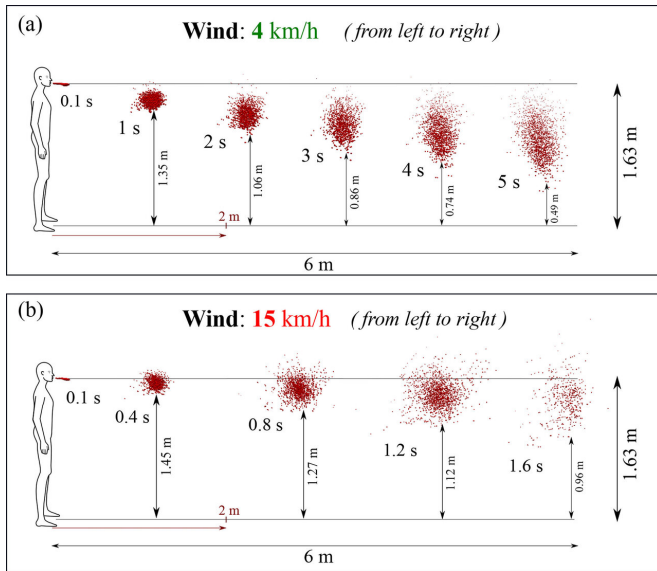 (a)
Wind: 4 km/h ( from left to right )
0.1 s
1 s
2 s
3 s
4 s
5 s
1.35 m
1.06 m
0.86 m
0.74 m
0.49 m
1.63 m
2 m
6 m
(b)
Wind: 15 km/h ( from left to right )
0.1 s
0.4 s
0.8 s
1.2 s
1.6 s
1.45 m
1.27 m
1.12 m
0.96 m
1.63 m
2 m
6 m